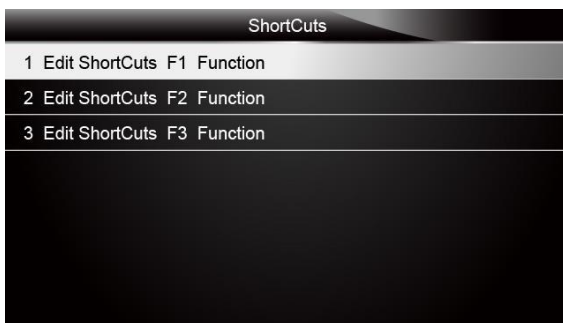 ShortCuts
1 Edit ShortCuts F1 Function
2 Edit ShortCuts F2 Function
3 Edit ShortCuts F3 Function